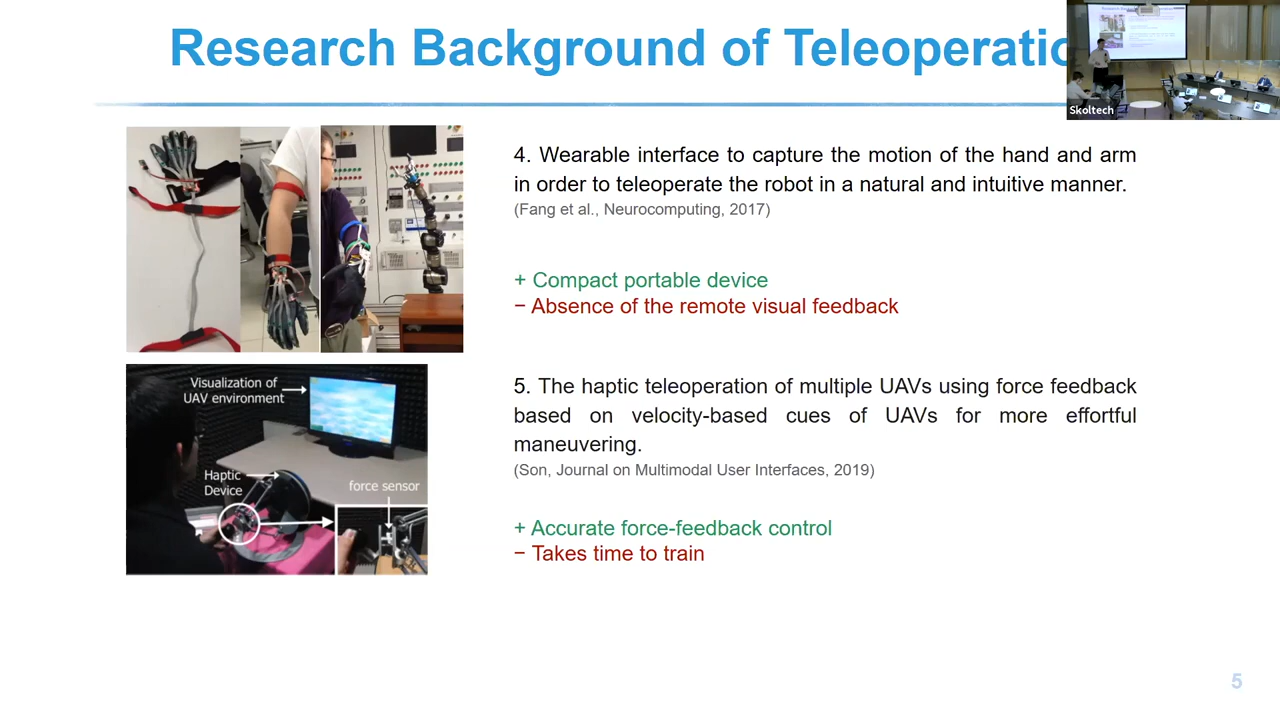 Research Background of Teleoperatio
Skoltech
4. Wearable interface to capture the motion of the hand and arm
in order to teleoperate the robot in a natural and intuitive manner.
(Fang et al., Neurocomputing, 2017)
+ Compact portable device
− Absence of the remote visual feedback
Visualization of
UAV environment
Haptic
Device
force sensor
5. The haptic teleoperation of multiple UAVs using force feedback
based on velocity-based cues of UAVs for more effortful
maneuvering.
(Son, Journal on Multimodal User Interfaces, 2019)
+ Accurate force-feedback control
− Takes time to train
5